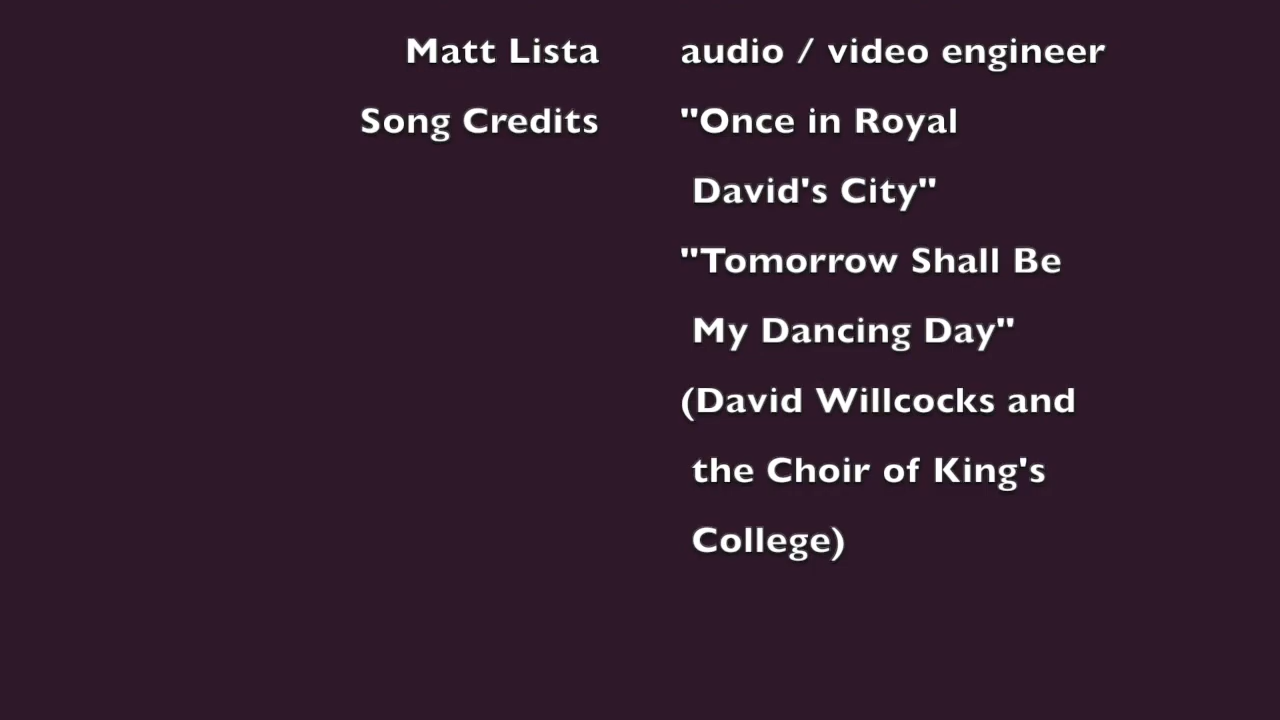 Matt Lista audio / video engineer
Song Credits "Once in Royal
David's City"
"Tomorrow Shall Be
My Dancing Day"
(David Willcocks and
the Choir of King's
College)